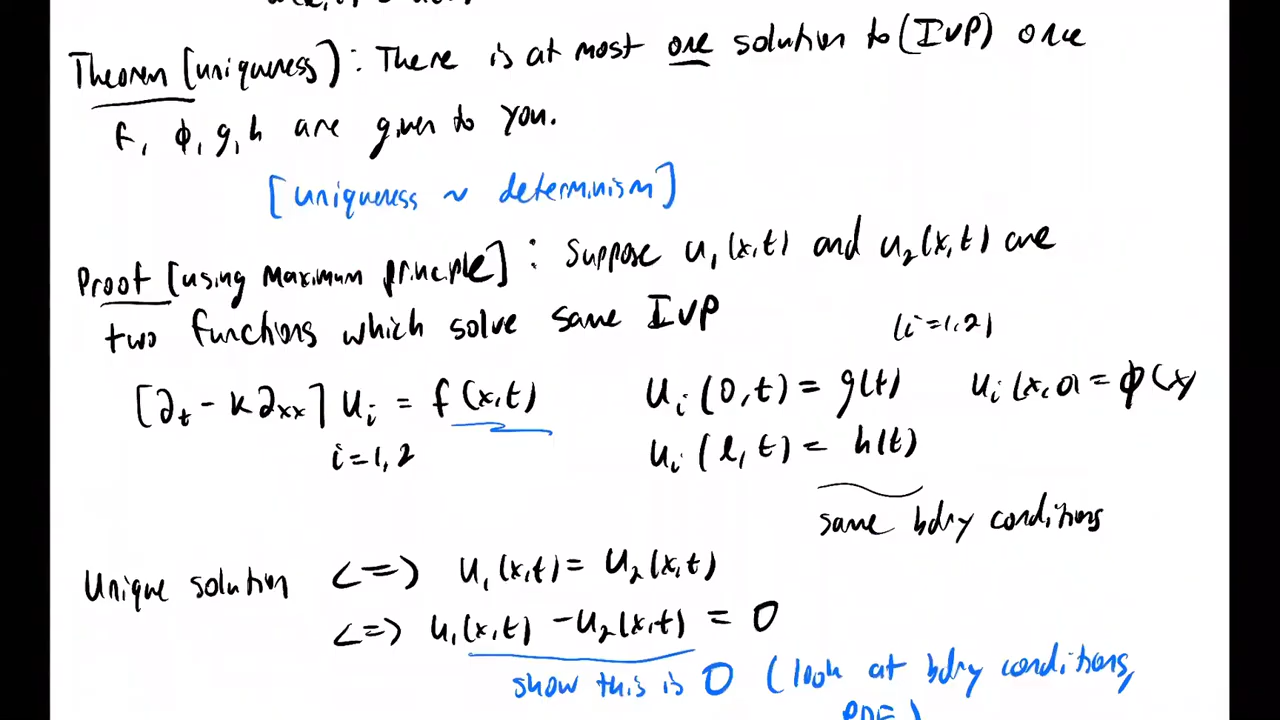 Theorem [uniqueness]: There is at most one solution to (IVP) once
f, ϕ, g, h are given to you.
[uniqueness ~ determinism]
Proof [using maximum principle]: Suppose u₁(x,t) and u₂(x,t) are
two functions which solve same IVP
(i=1,2)
[∂ₜ - k∂ₓₓ] uᵢ = f(x,t) uᵢ(0,t) = g(t) uᵢ(x,0) = ϕ(x)
i=1,2 uᵢ(l,t) = h(t)
same bdry conditions
Unique solution <=> u₁(x,t) = u₂(x,t)
<=> u₁(x,t) - u₂(x,t) = 0
show this is 0 (look at bdry conditions,
PDE)